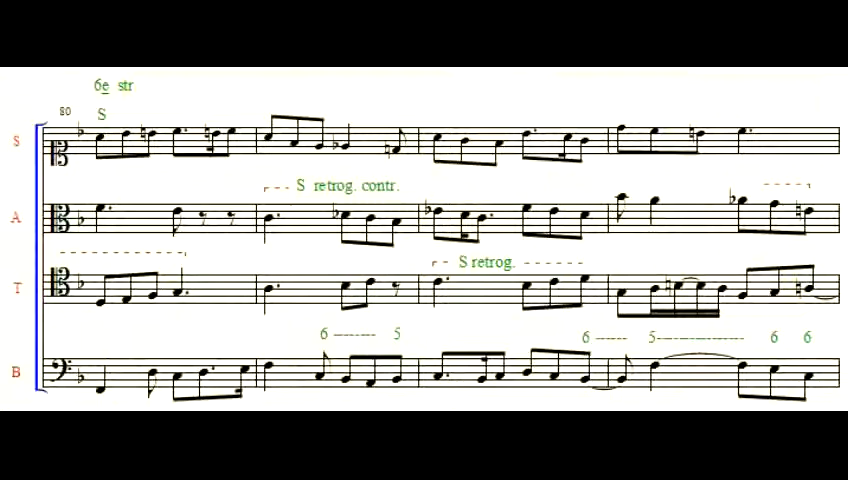 6e str
80
S
S
S retrog. contr.
A
S retrog.
T
6 5 6 5 6 6
B